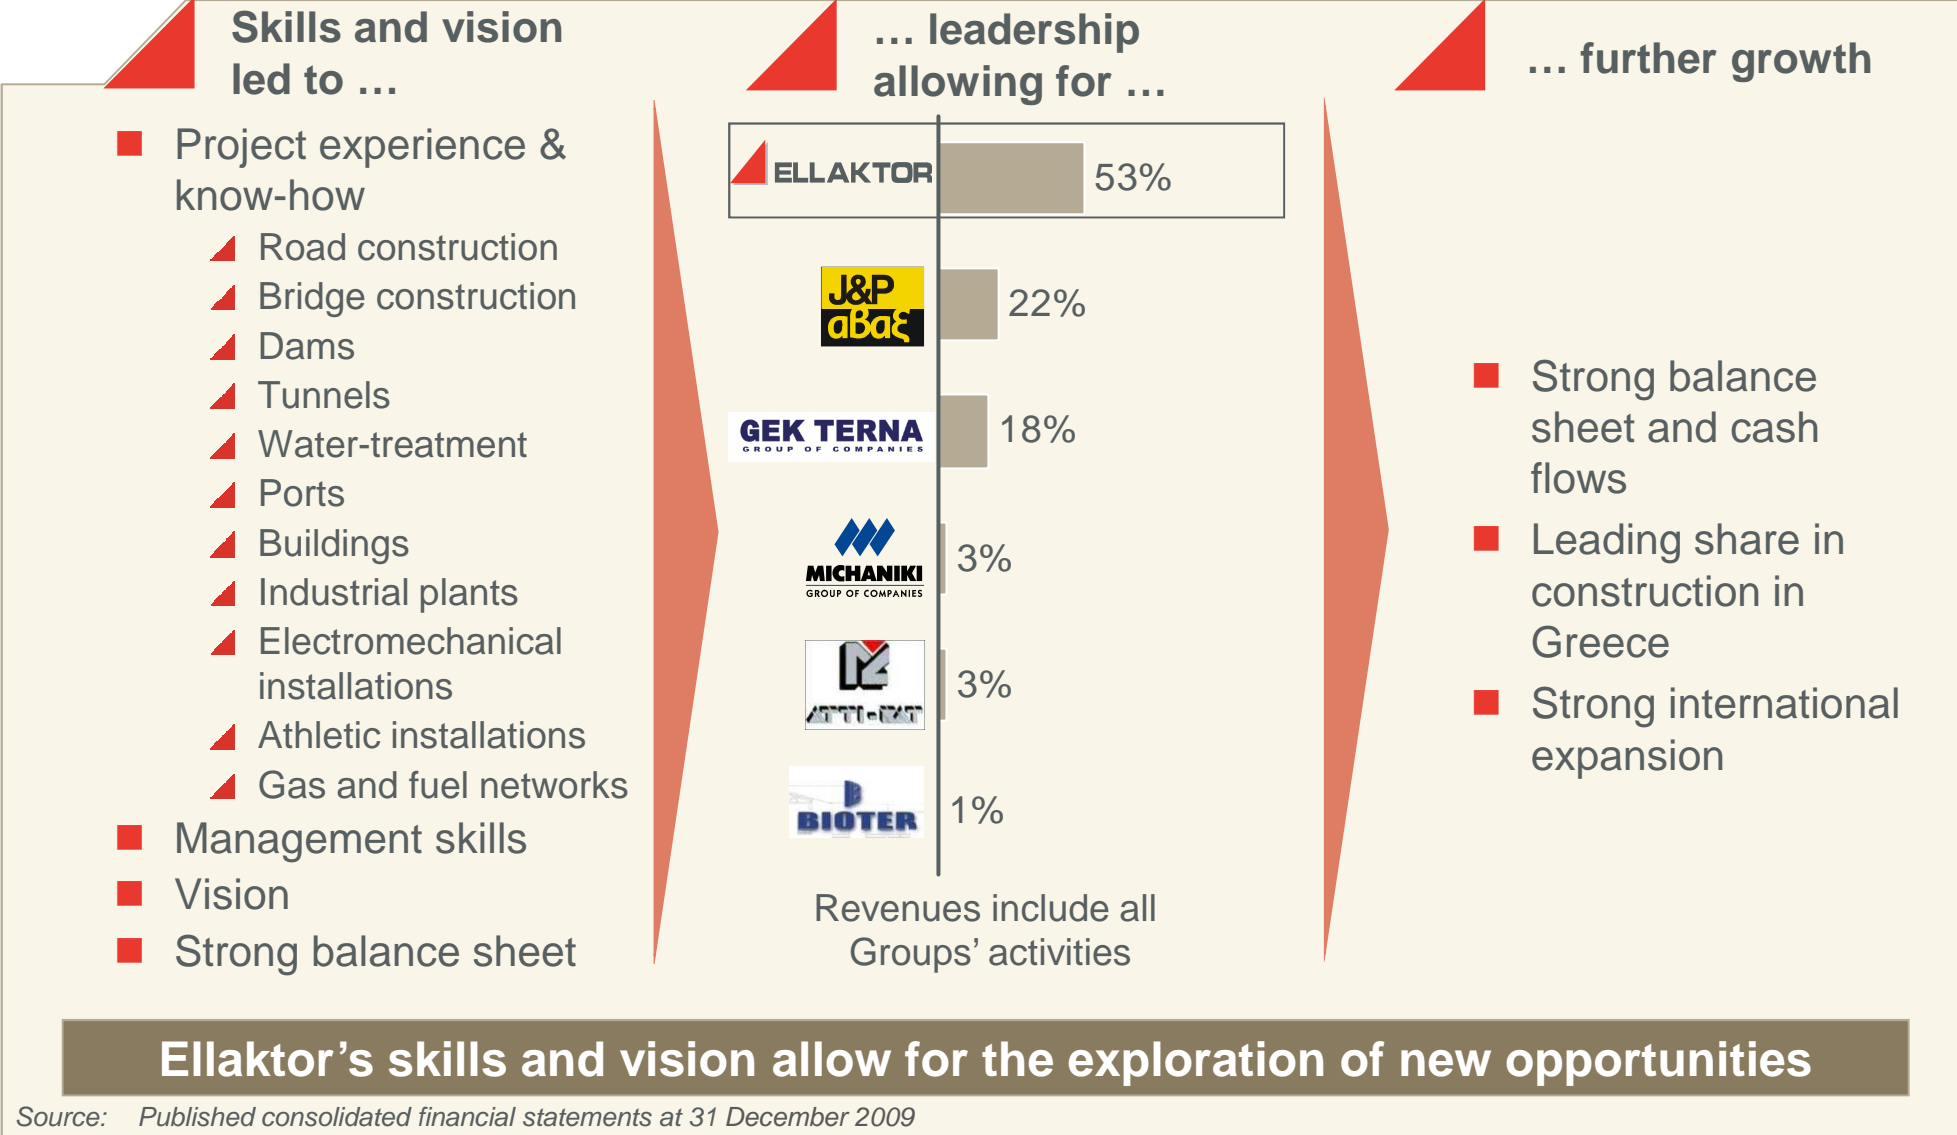 Skills and vision
led to …
Project experience &
know-how
Road construction
Bridge construction
Dams
Tunnels
Water-treatment
Ports
Buildings
Industrial plants
Electromechanical
installations
Athletic installations
Gas and fuel networks
Management skills
Vision
Strong balance sheet
… leadership
allowing for …
ELLAKTOR
53%
J&P
αβαξ
22%
GEK TERNA
GROUP OF COMPANIES
18%
MICHANIKI
GROUP OF COMPANIES
3%
ATTI-KAT
3%
BIOTER
1%
Revenues include all
Groups’ activities
… further growth
Strong balance
sheet and cash
flows
Leading share in
construction in
Greece
Strong international
expansion
Ellaktor’s skills and vision allow for the exploration of new opportunities
Source: Published consolidated financial statements at 31 December 2009